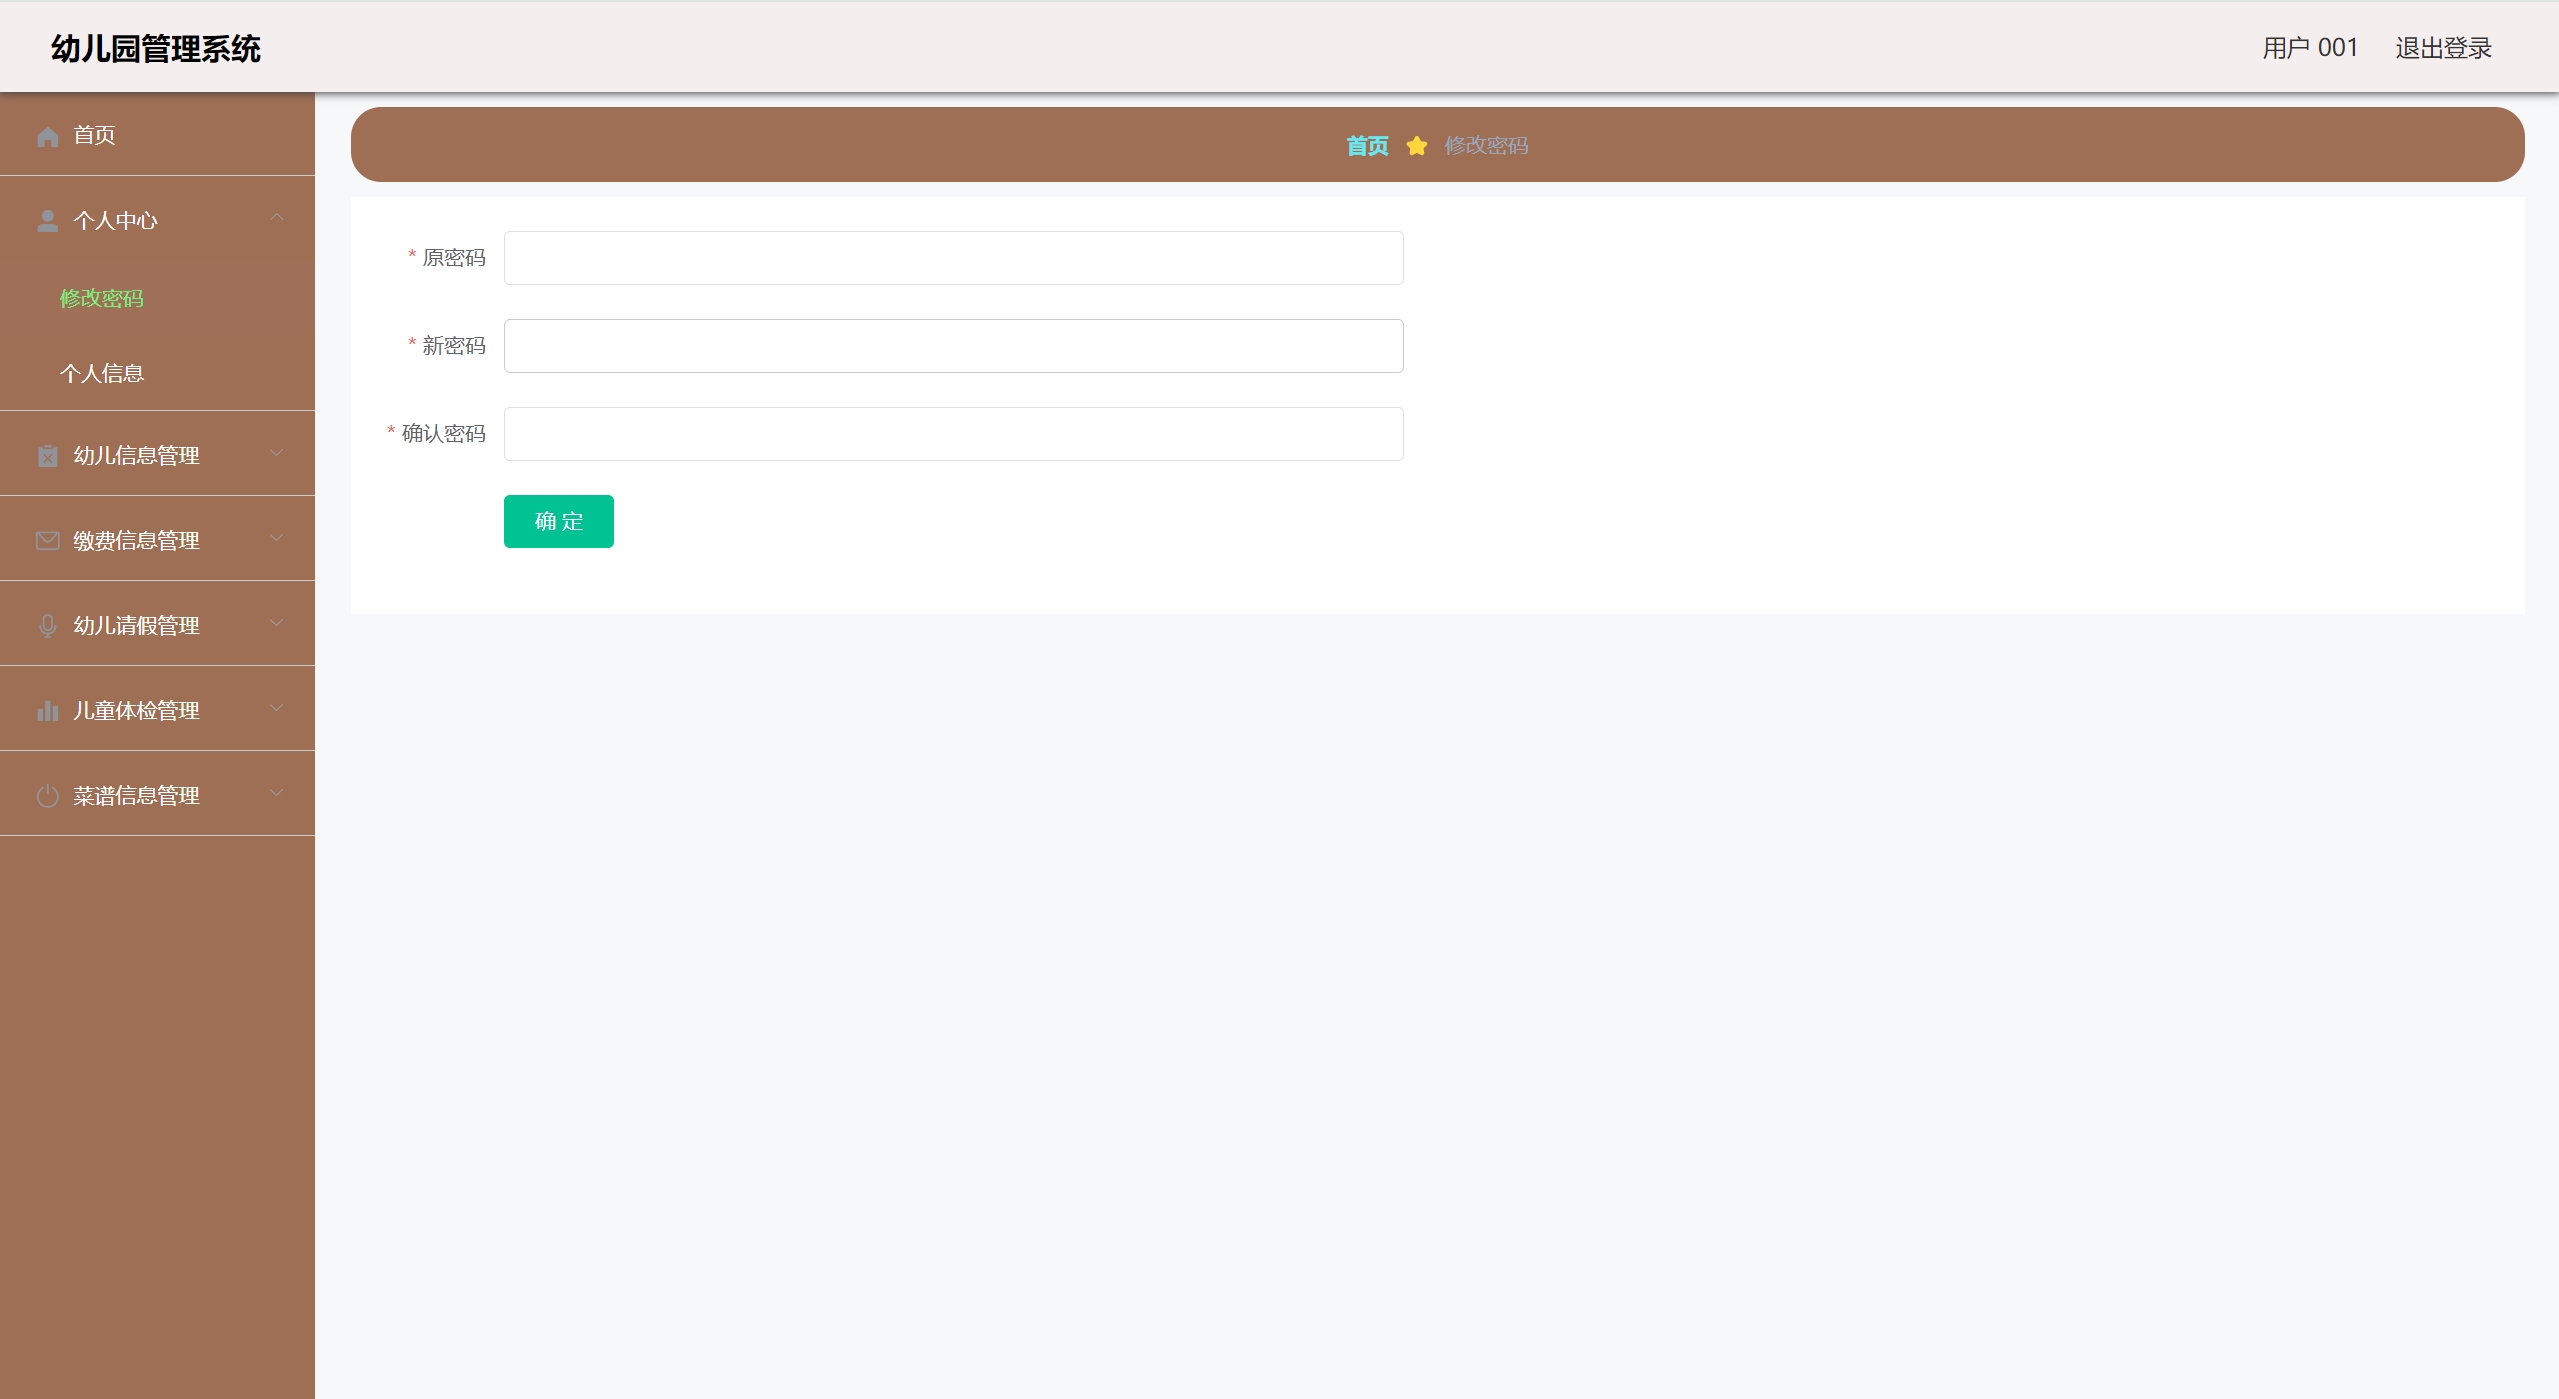 幼儿园管理系统
用户 001 退出登录
首页
个人中心
修改密码
个人信息
幼儿信息管理
缴费信息管理
幼儿请假管理
儿童体检管理
菜谱信息管理
首页 修改密码
* 原密码
* 新密码
* 确认密码
确 定